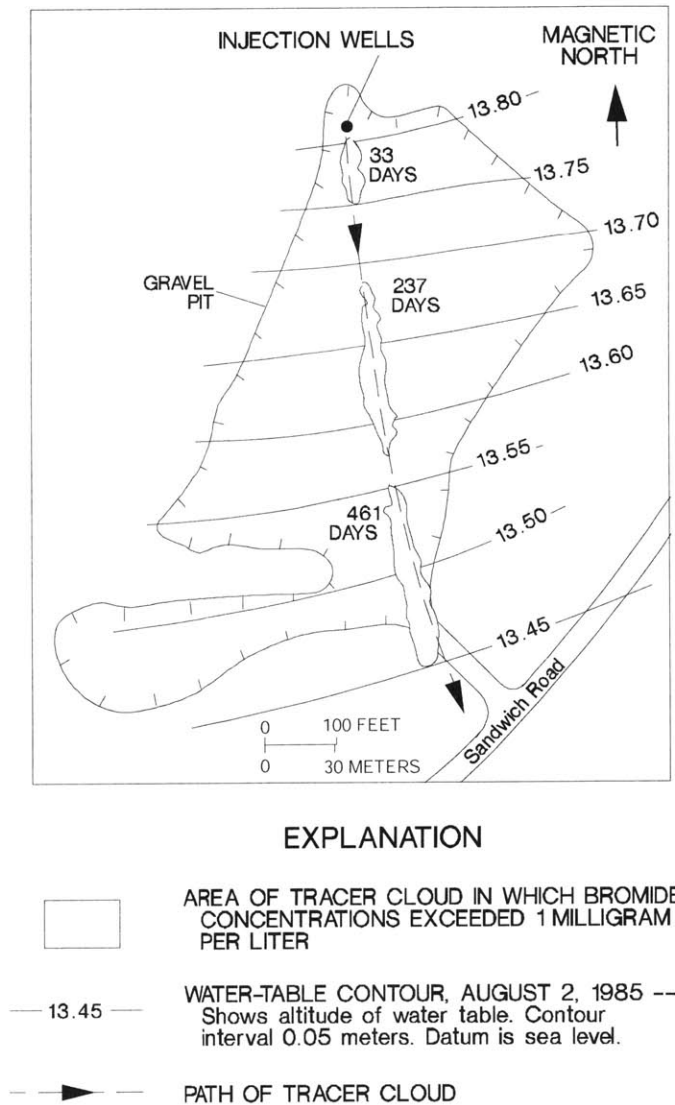 INJECTION WELLS
MAGNETIC
NORTH
13.80
33
DAYS
13.75
13.70
GRAVEL
PIT
237
DAYS
13.65
13.60
13.55
461
DAYS
13.50
13.45
Sandwich Road
0 100 FEET
0 30 METERS
EXPLANATION
AREA OF TRACER CLOUD IN WHICH BROMIDE
CONCENTRATIONS EXCEEDED 1 MILLIGRAM
PER LITER
13.45
WATER-TABLE CONTOUR, AUGUST 2, 1985 --
Shows altitude of water table. Contour
interval 0.05 meters. Datum is sea level.
PATH OF TRACER CLOUD